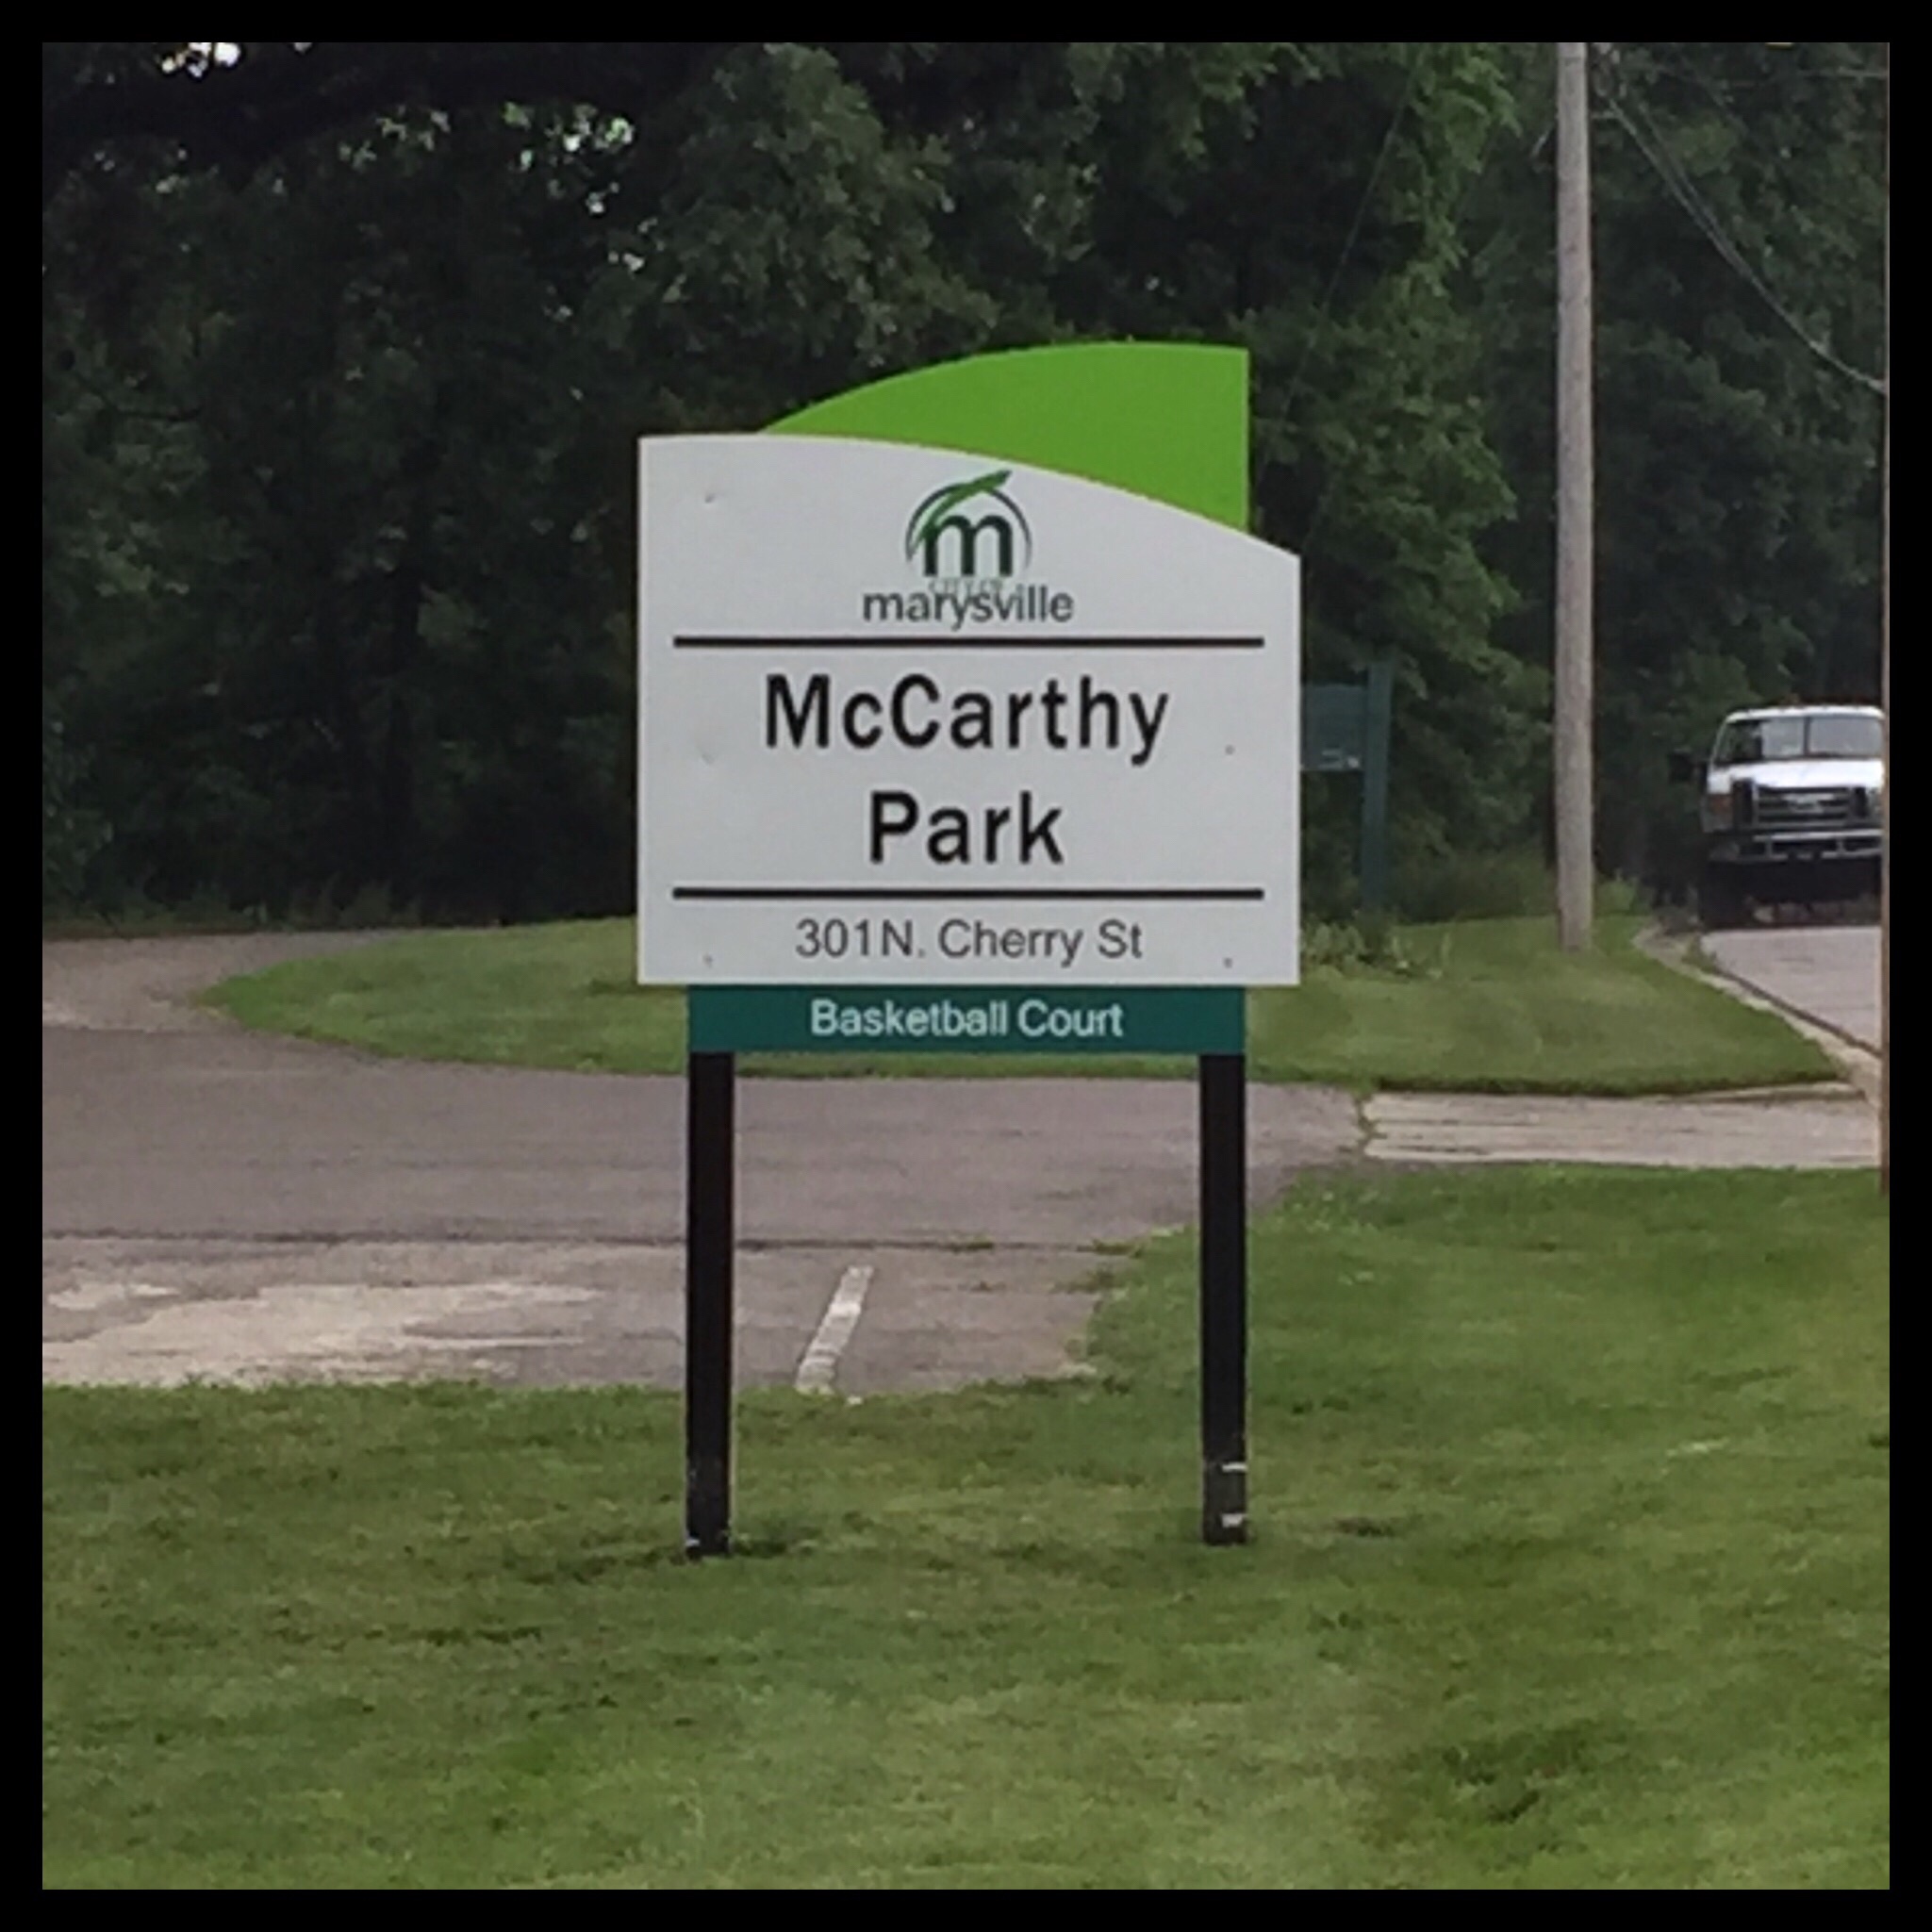 m
CITY OF
marysville
McCarthy
Park
301 N. Cherry St
Basketball Court